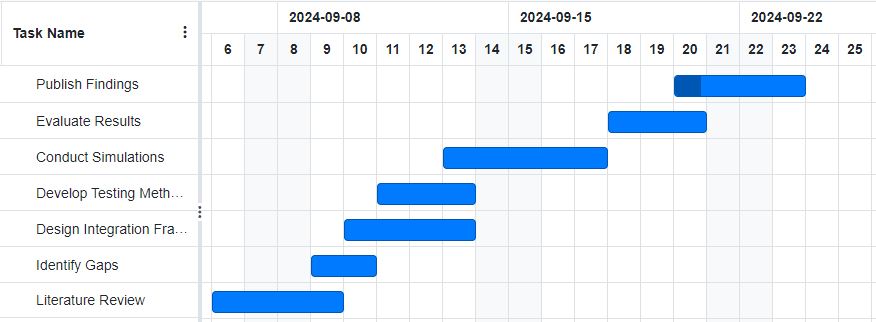 Task Name
2024-09-08 2024-09-15 2024-09-22
6 7 8 9 10 11 12 13 14 15 16 17 18 19 20 21 22 23 24 25
Publish Findings
Evaluate Results
Conduct Simulations
Develop Testing Meth...
Design Integration Fra...
Identify Gaps
Literature Review